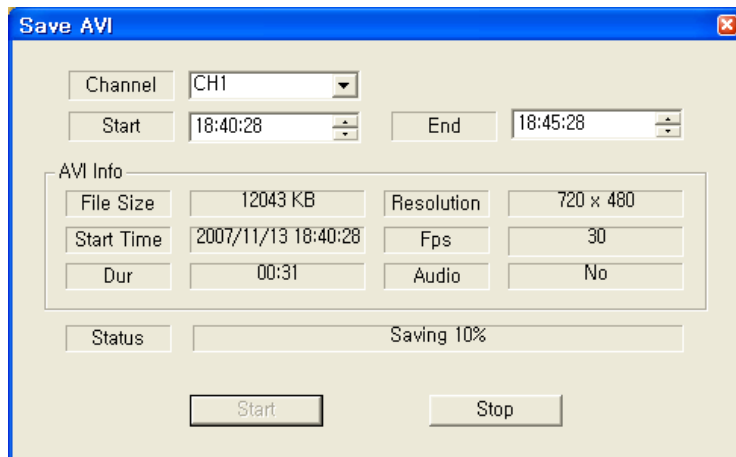 Save AVI
Channel CH1
Start 18:40:28 End 18:45:28
AVI Info
File Size 12043 KB Resolution 720 x 480
Start Time 2007/11/13 18:40:28 Fps 30
Dur 00:31 Audio No
Status Saving 10%
Start Stop